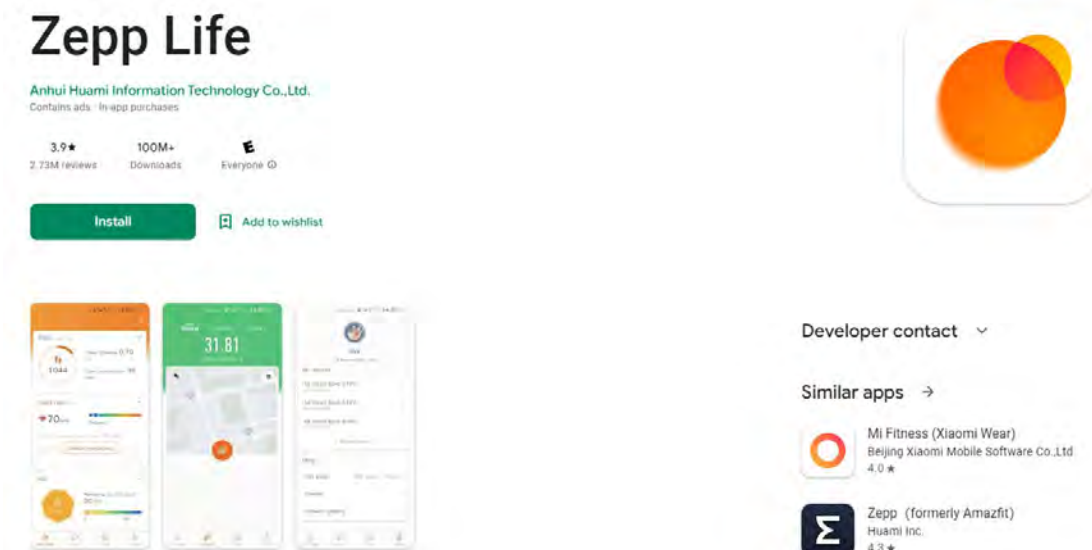 Zepp Life
Anhui Huami Information Technology Co.,Ltd.
Contains ads · In-app purchases
3.9★
2.73M reviews
100M+
Downloads
E
Everyone
Install
Add to wishlist
1044
70
31.81
Developer contact
Similar apps →
Mi Fitness (Xiaomi Wear)
Beijing Xiaomi Mobile Software Co.,Ltd
4.0★
Zepp (formerly Amazfit)
Huami Inc.
4.3★